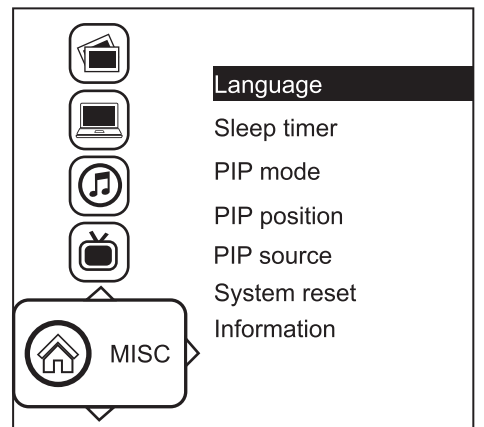 Language
Sleep timer
PIP mode
PIP position
PIP source
System reset
Information
MISC